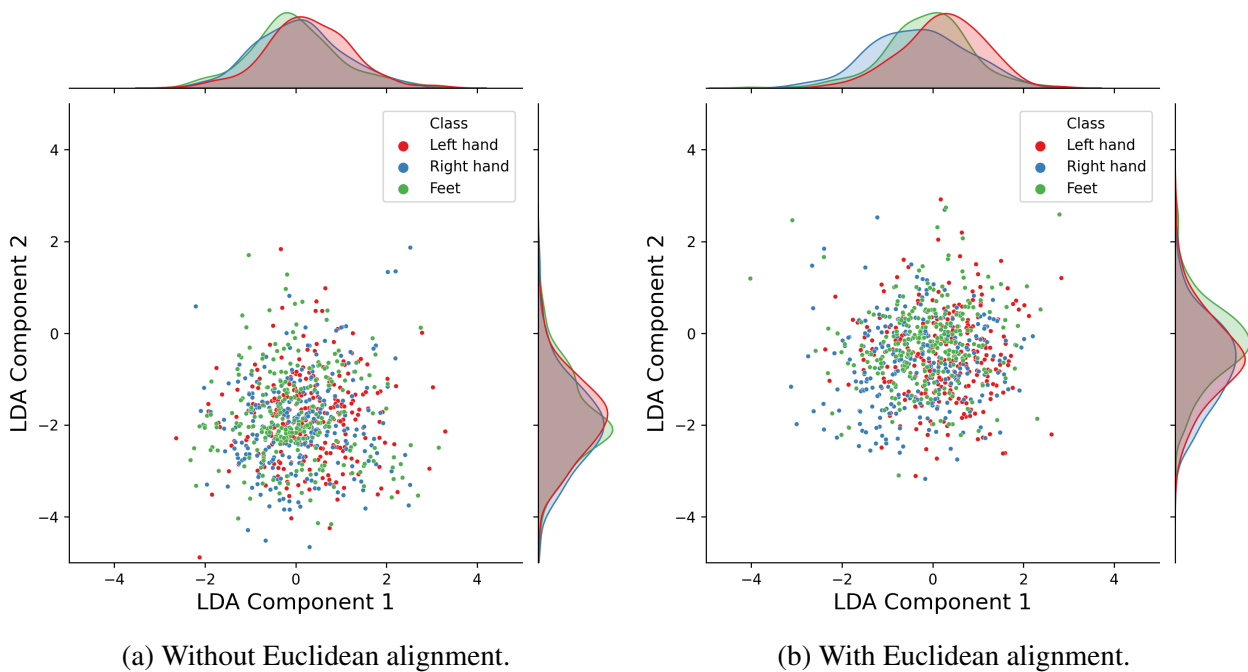 4
2
0
−2
−4
LDA Component 2
Class
Left hand
Right hand
Feet
−4
−2
0
2
4
LDA Component 1
(a) Without Euclidean alignment.
4
2
0
−2
−4
LDA Component 2
Class
Left hand
Right hand
Feet
−4
−2
0
2
4
LDA Component 1
(b) With Euclidean alignment.